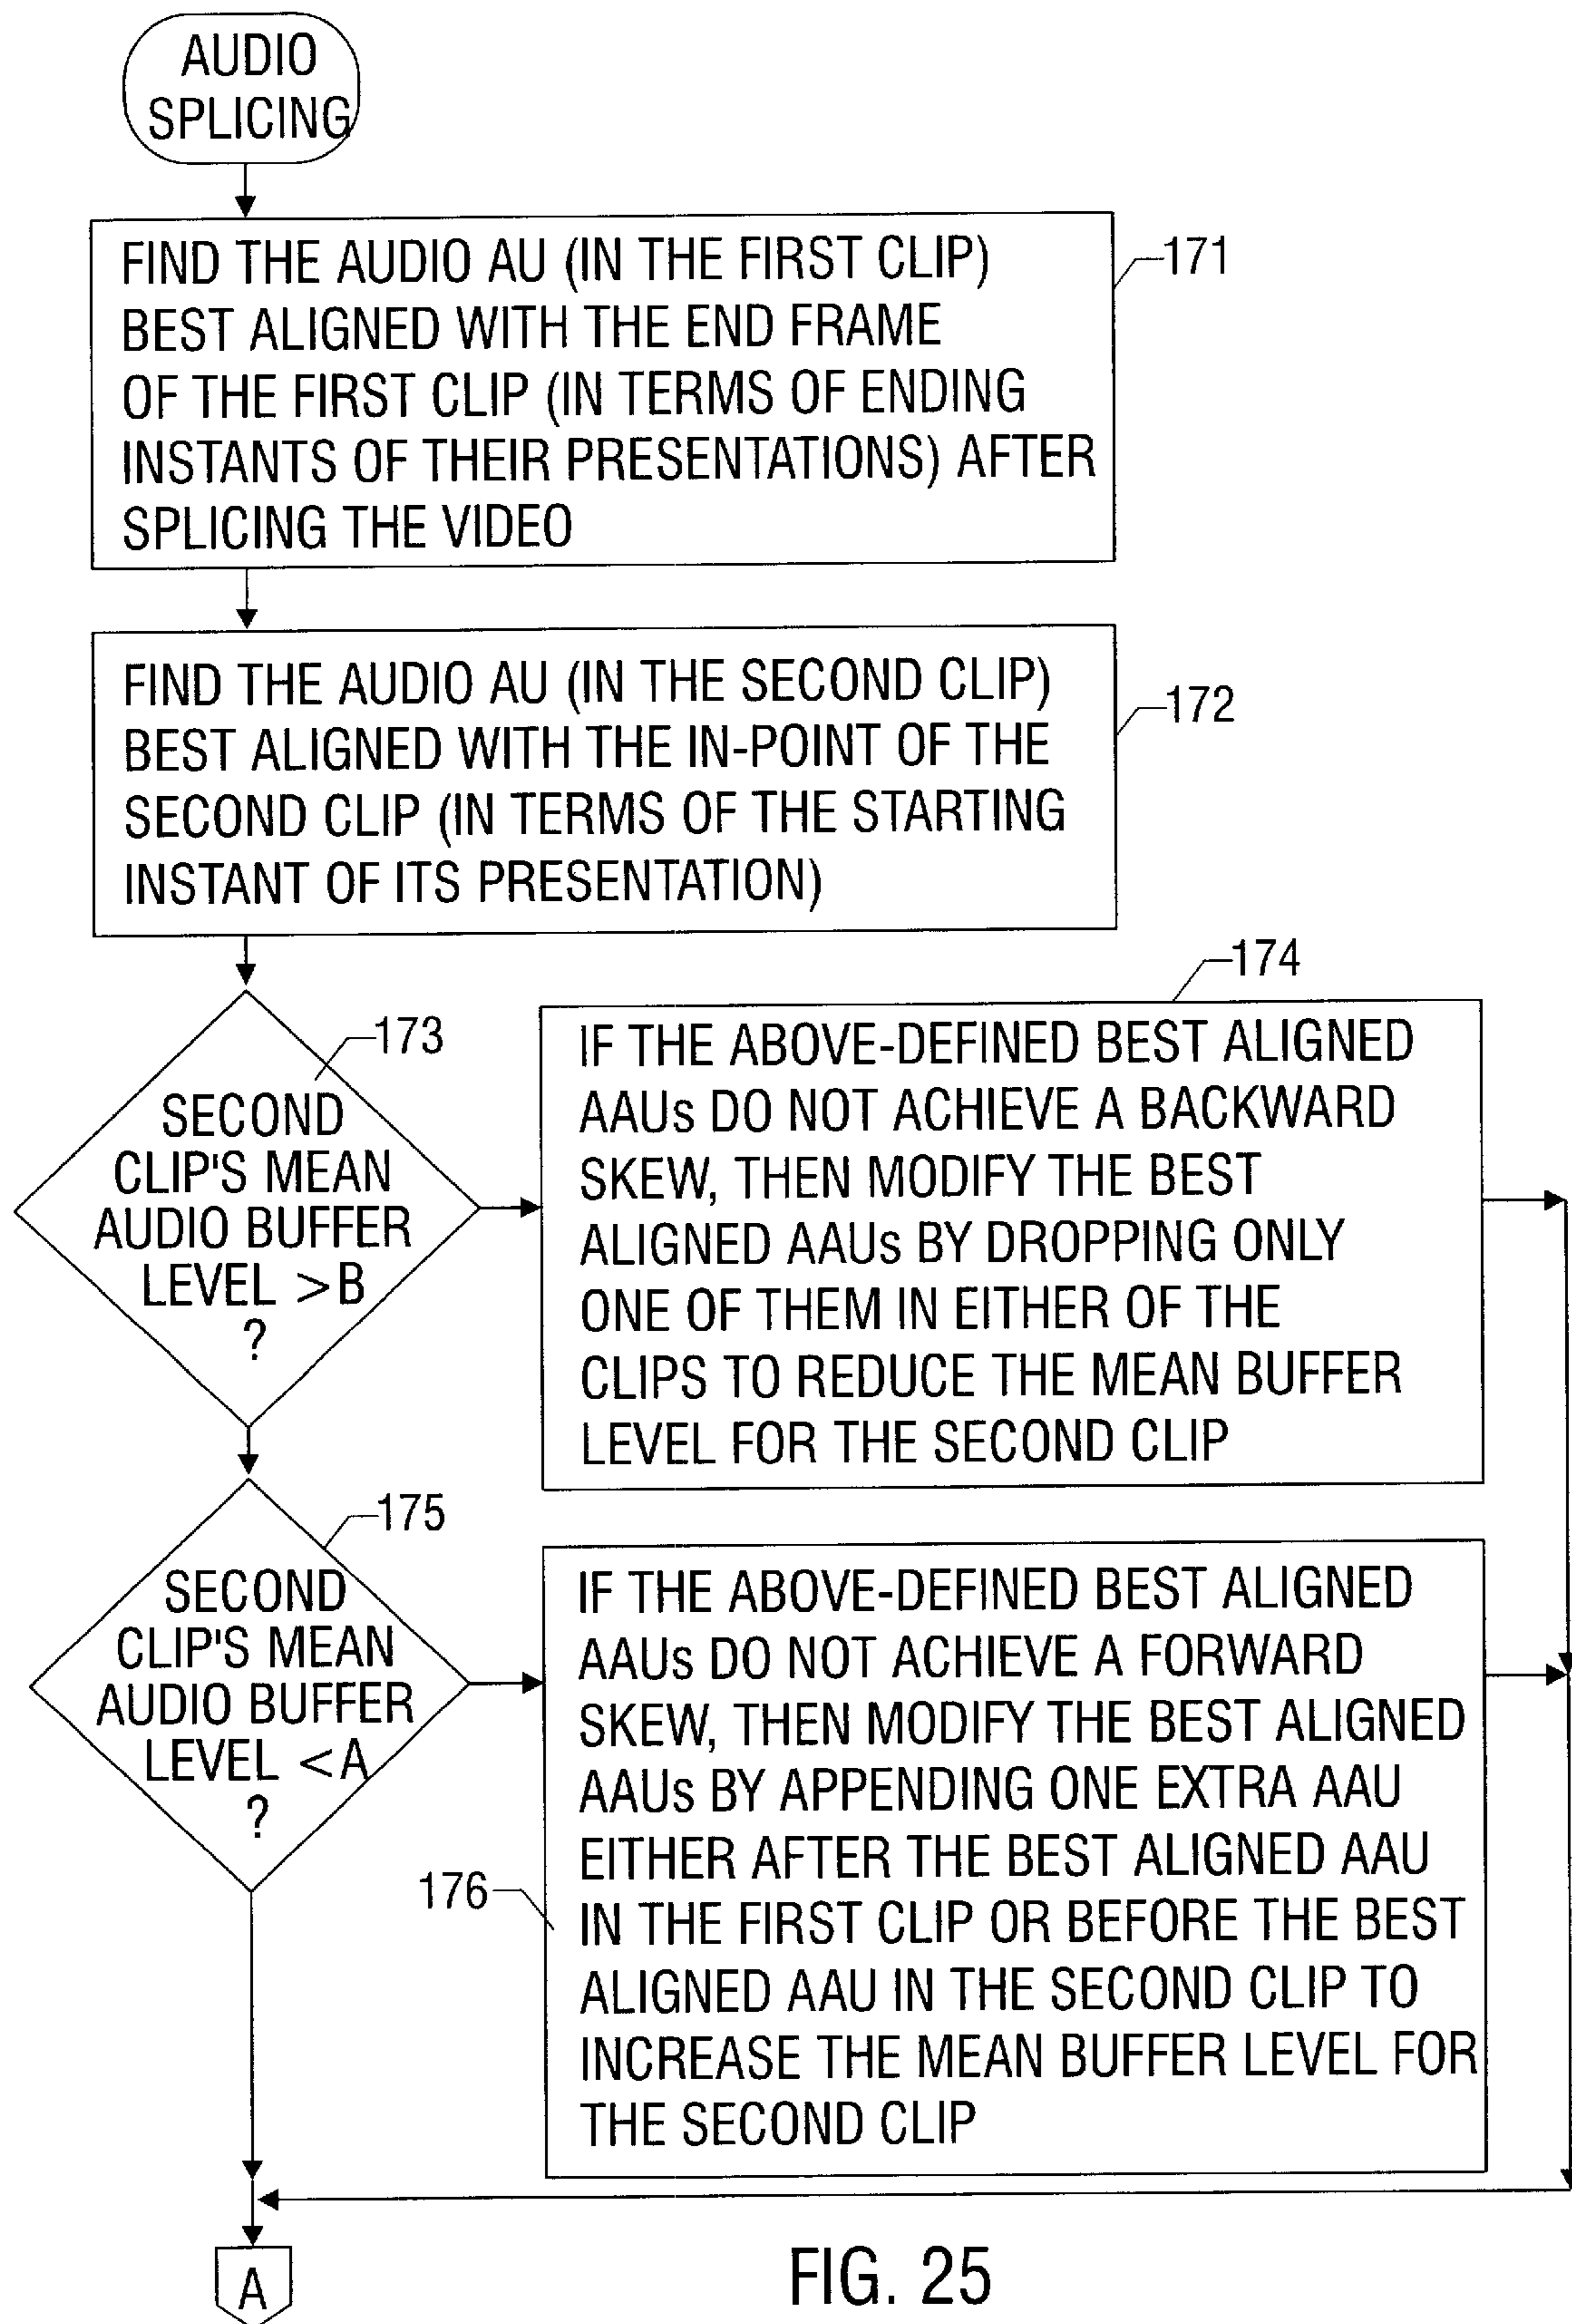 AUDIO
SPLICING
FIND THE AUDIO AU (IN THE FIRST CLIP)
BEST ALIGNED WITH THE END FRAME
OF THE FIRST CLIP (IN TERMS OF ENDING
INSTANTS OF THEIR PRESENTATIONS) AFTER
SPLICING THE VIDEO
171
FIND THE AUDIO AU (IN THE SECOND CLIP)
BEST ALIGNED WITH THE IN-POINT OF THE
SECOND CLIP (IN TERMS OF THE STARTING
INSTANT OF ITS PRESENTATION)
172
173
SECOND
CLIP'S MEAN
AUDIO BUFFER
LEVEL >B
?
174
IF THE ABOVE-DEFINED BEST ALIGNED
AAUs DO NOT ACHIEVE A BACKWARD
SKEW, THEN MODIFY THE BEST
ALIGNED AAUs BY DROPPING ONLY
ONE OF THEM IN EITHER OF THE
CLIPS TO REDUCE THE MEAN BUFFER
LEVEL FOR THE SECOND CLIP
175
SECOND
CLIP'S MEAN
AUDIO BUFFER
LEVEL <A
?
IF THE ABOVE-DEFINED BEST ALIGNED
AAUs DO NOT ACHIEVE A FORWARD
SKEW, THEN MODIFY THE BEST ALIGNED
AAUs BY APPENDING ONE EXTRA AAU
EITHER AFTER THE BEST ALIGNED AAU
IN THE FIRST CLIP OR BEFORE THE BEST
ALIGNED AAU IN THE SECOND CLIP TO
INCREASE THE MEAN BUFFER LEVEL FOR
THE SECOND CLIP
176
A
FIG. 25